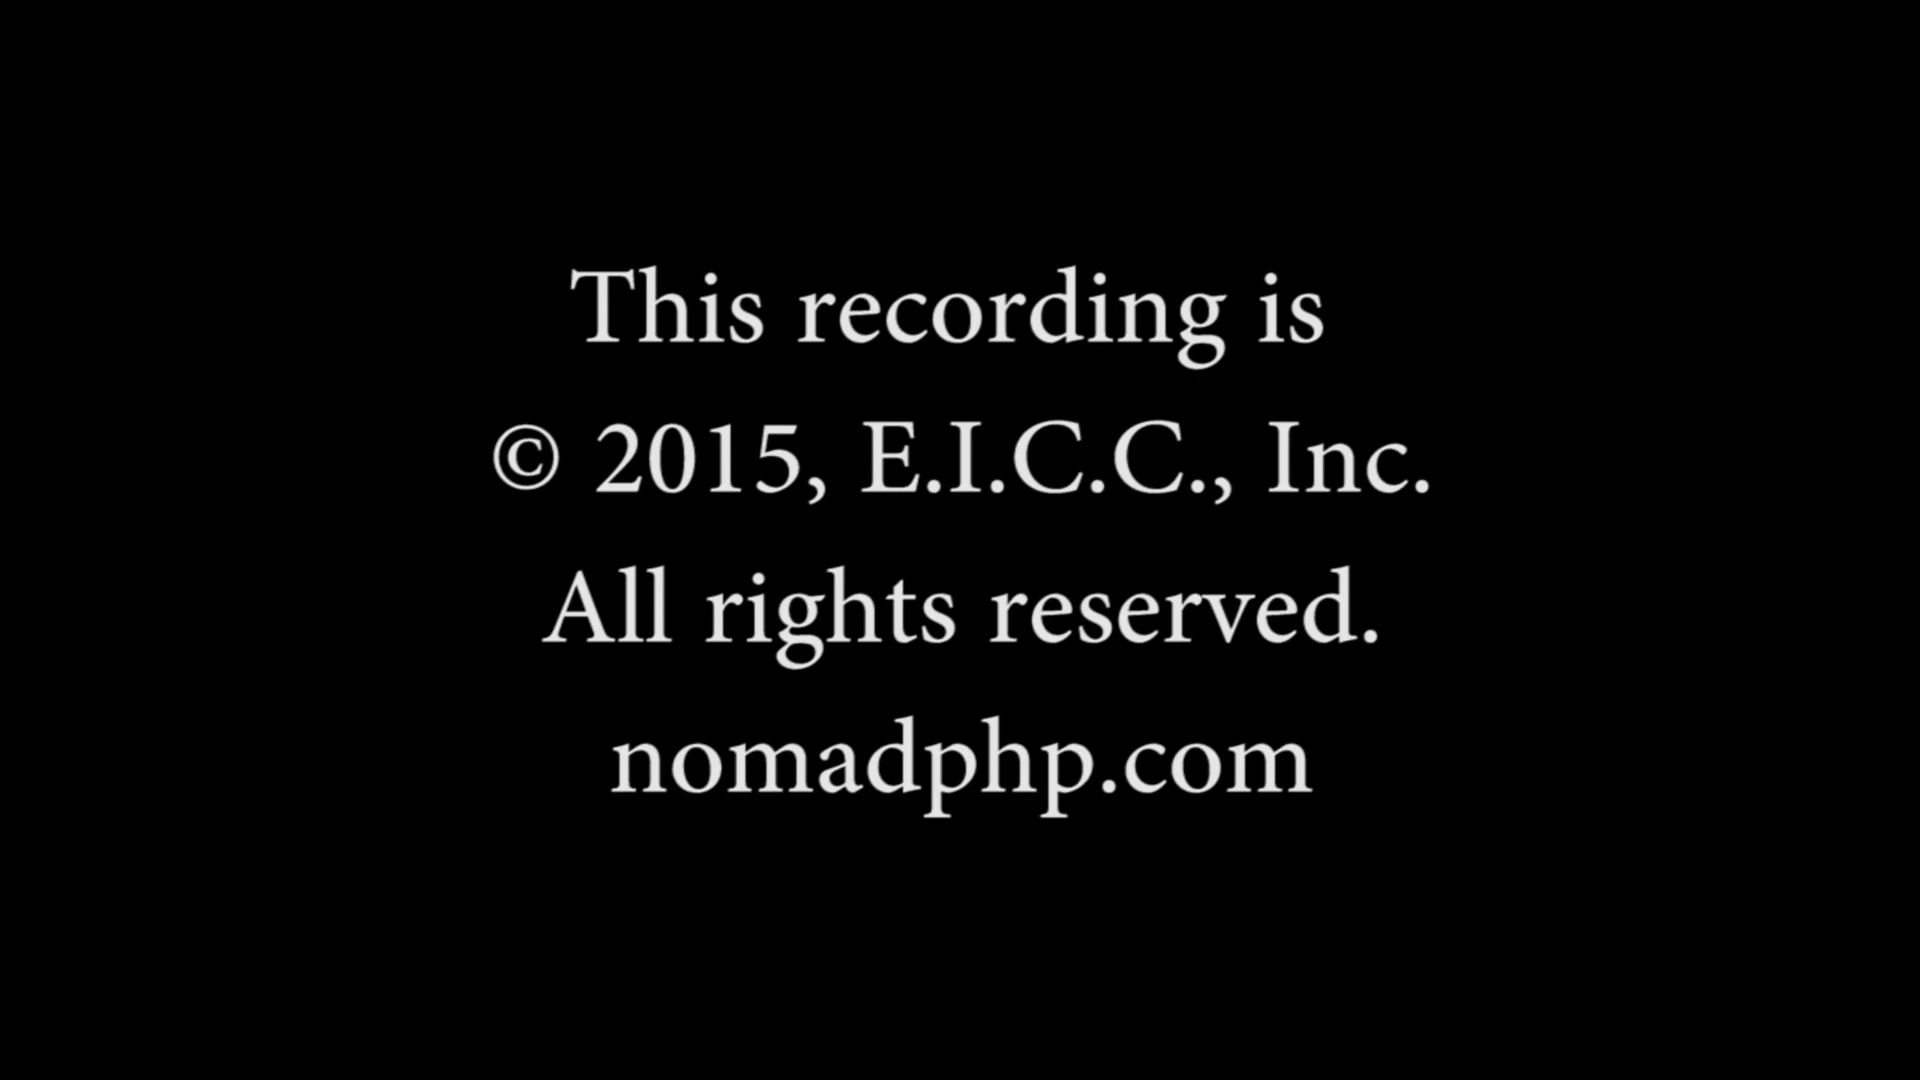 This recording is
© 2015, E.I.C.C., Inc.
All rights reserved.
nomadphp.com